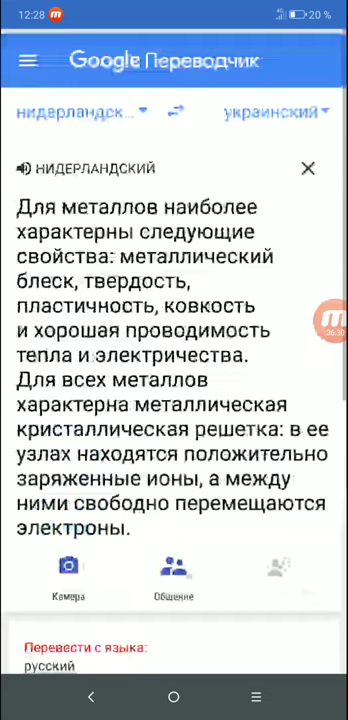 12:28 20 %
Google Переводчик
нидерландск... украинский
НИДЕРЛАНДСКИЙ
Для металлов наиболее
характерны следующие
свойства: металлический
блеск, твердость,
пластичность, ковкость
и хорошая проводимость
тепла и электричества.
Для всех металлов
характерна металлическая
кристаллическая решетка: в ее
узлах находятся положительно
заряженные ионы, а между
ними свободно перемещаются
электроны.
Камера Общение
Перевести с языка:
русский